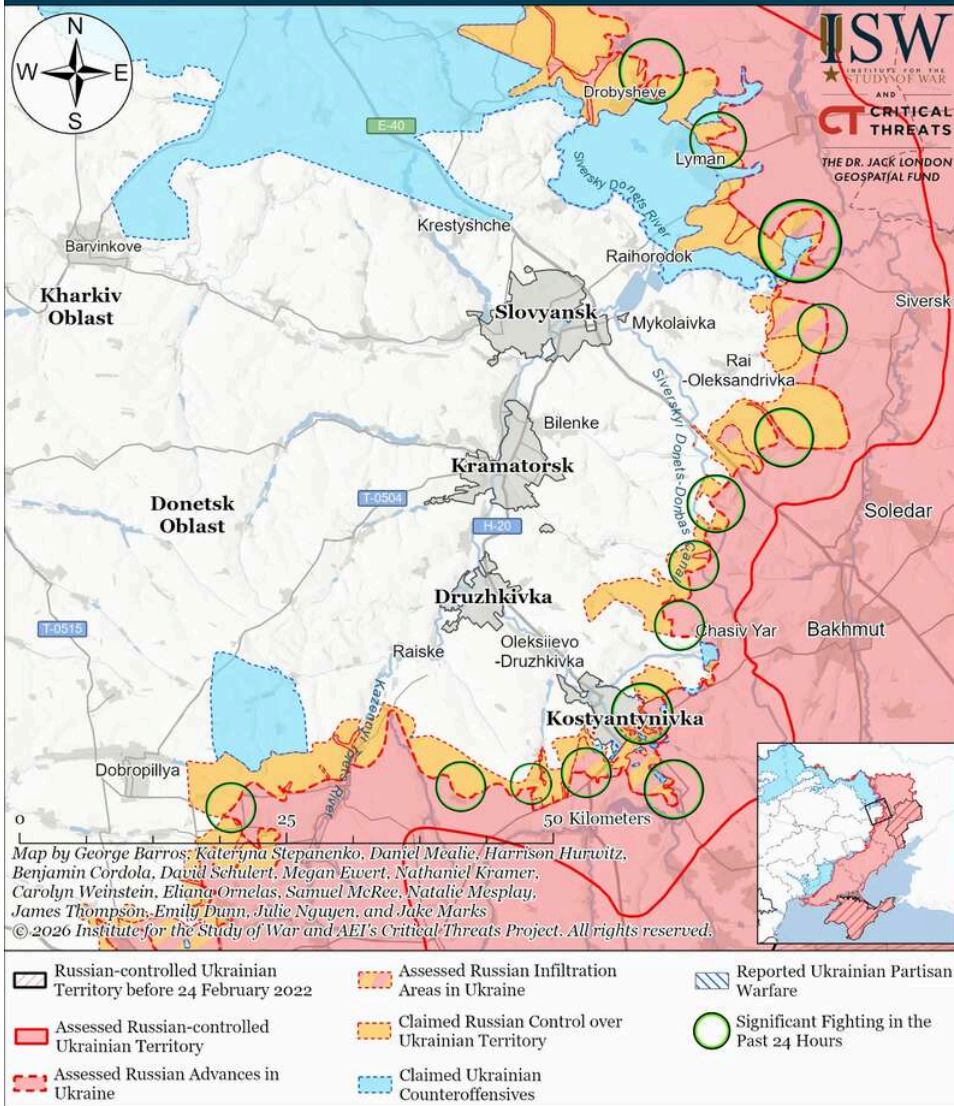 N
W
E
S
ISW
INSTITUTE FOR THE
STUDY OF WAR
AND
CT CRITICAL
THREATS
THE DR. JACK LONDON
GEOSPATIAL FUND
Drobysheve
E-40
Lyman
Siversky Donets River
Krestyshche
Raihorodok
Barvinkove
Kharkiv
Oblast
Slovyansk
Siversk
Mykolaivka
Rai
-Oleksandrivka
Siverskyi Donets-Donbas Canal
Bilenke
Kramatorsk
T-0504
Donetsk
Oblast
H-20
Soledar
Druzhkivka
T-0515
Chasiv Yar
Bakhmut
Oleksiievo
-Druzhkivka
Raiske
Kazennyi Torets River
Kostyantynivka
Dobropillya
0
25
50 Kilometers
Map by George Barros, Kateryna Stepanenko, Daniel Mealie, Harrison Hurwitz,
Benjamin Cordola, David Schulert, Megan Ewert, Nathaniel Kramer,
Carolyn Weinstein, Eliana Ornelas, Samuel McRee, Natalie Mesplay,
James Thompson, Emily Dunn, Julie Nguyen, and Jake Marks
© 2026 Institute for the Study of War and AEI's Critical Threats Project. All rights reserved.
Russian-controlled Ukrainian
Territory before 24 February 2022
Assessed Russian-controlled
Ukrainian Territory
Assessed Russian Advances in
Ukraine
Assessed Russian Infiltration
Areas in Ukraine
Claimed Russian Control over
Ukrainian Territory
Claimed Ukrainian
Counteroffensives
Reported Ukrainian Partisan
Warfare
Significant Fighting in the
Past 24 Hours